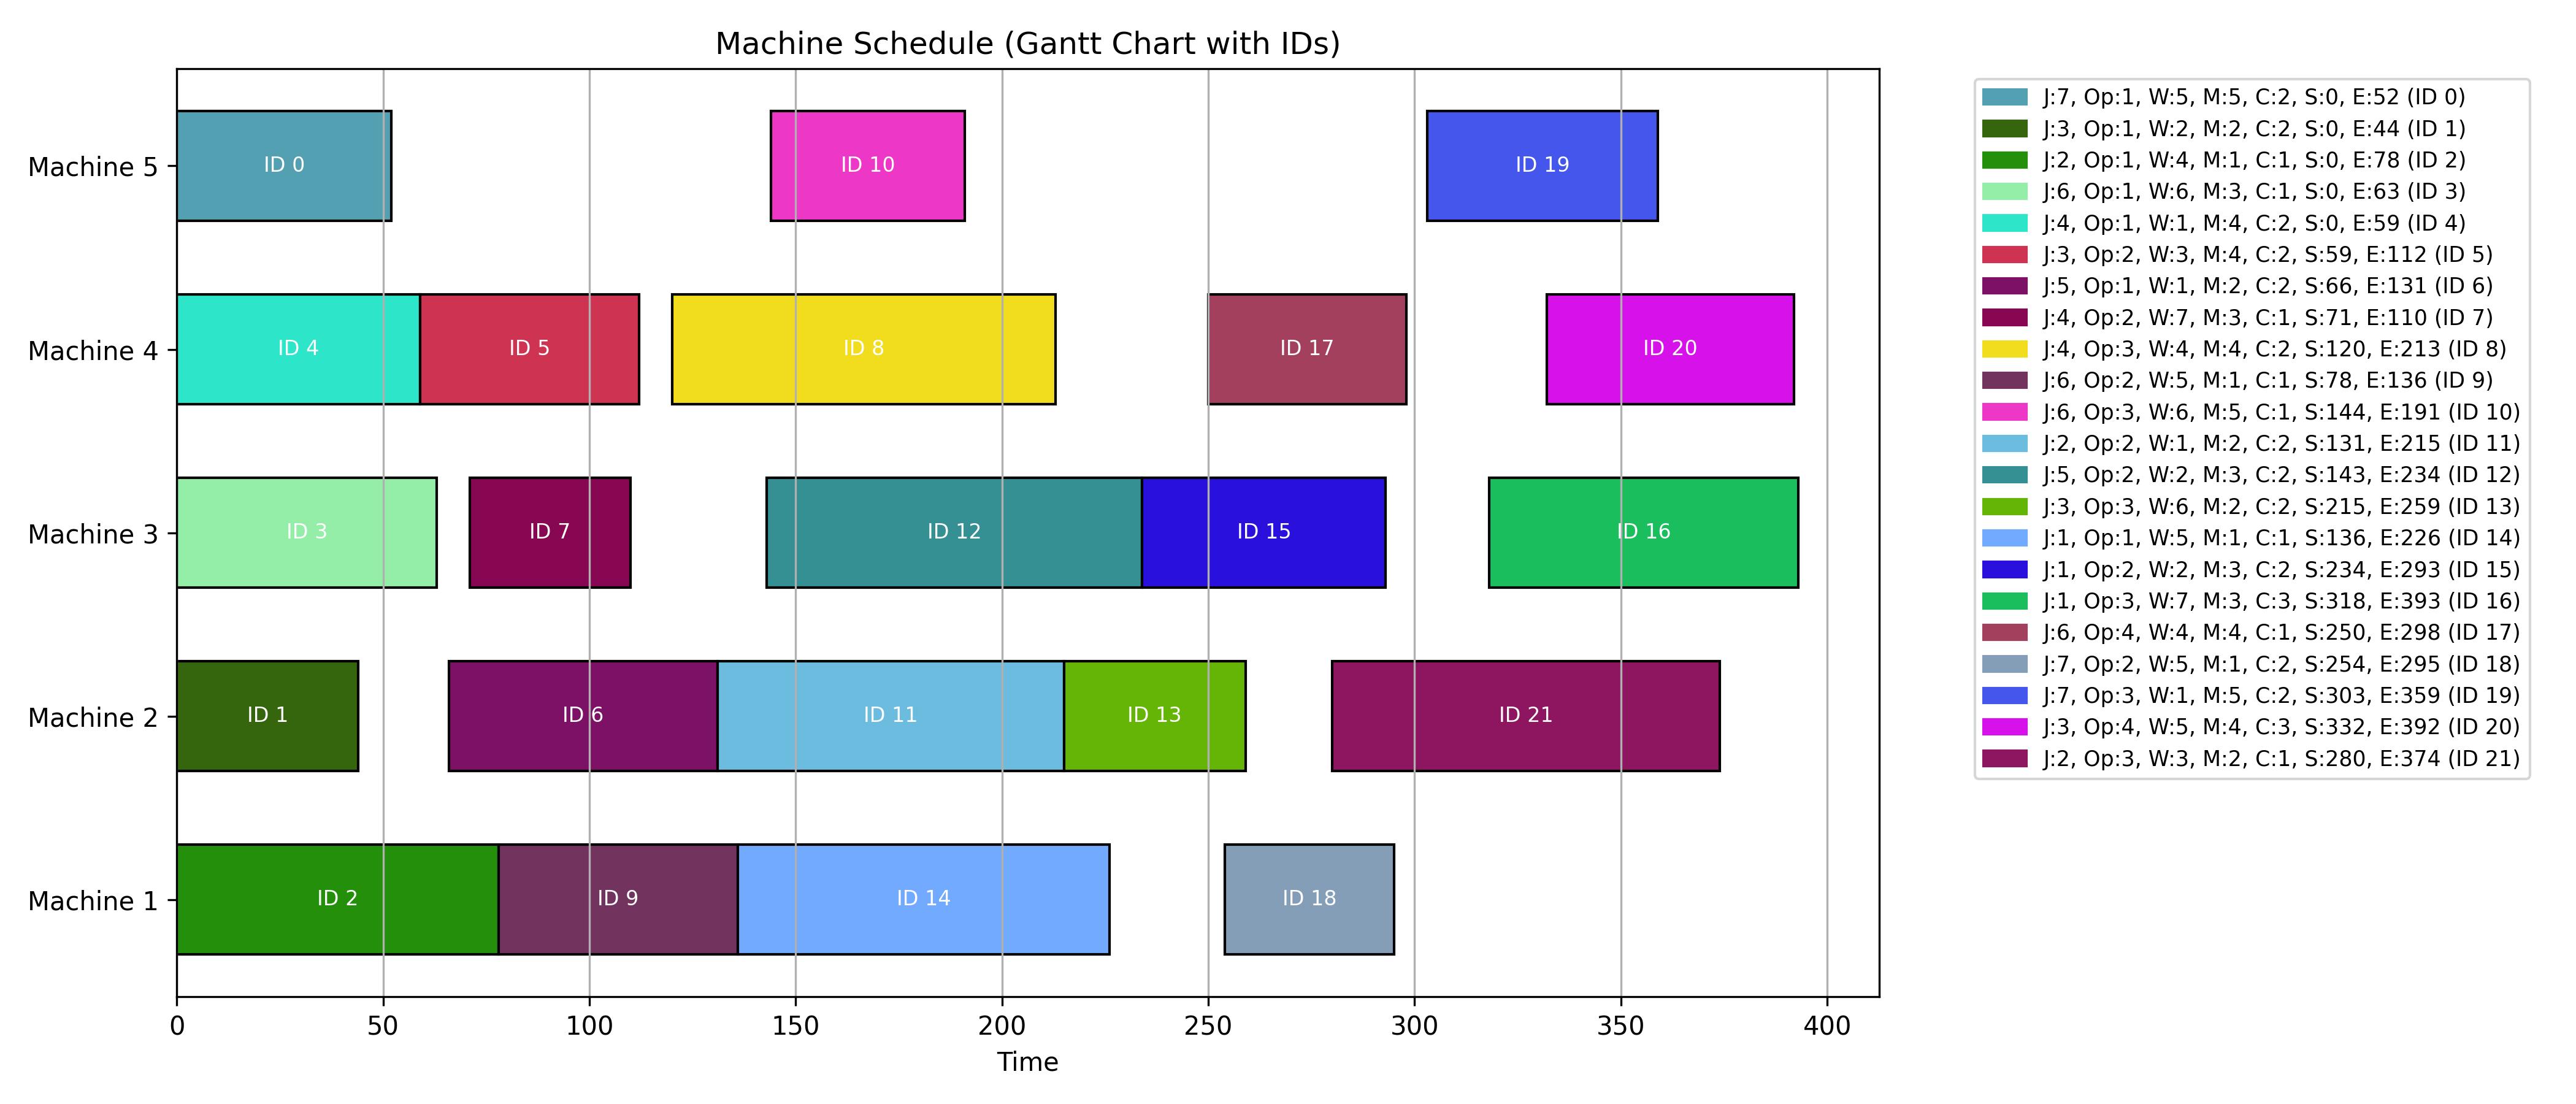 Machine Schedule (Gantt Chart with IDs)
Machine 5
ID 0
ID 10
ID 19
Machine 4
ID 4
ID 5
ID 8
ID 17
ID 20
Machine 3
ID 3
ID 7
ID 12
ID 15
ID 16
Machine 2
ID 1
ID 6
ID 11
ID 13
ID 21
Machine 1
ID 2
ID 9
ID 14
ID 18
0 50 100 150 200 250 300 350 400
Time
J:7, Op:1, W:5, M:5, C:2, S:0, E:52 (ID 0)
J:3, Op:1, W:2, M:2, C:2, S:0, E:44 (ID 1)
J:2, Op:1, W:4, M:1, C:1, S:0, E:78 (ID 2)
J:6, Op:1, W:6, M:3, C:1, S:0, E:63 (ID 3)
J:4, Op:1, W:1, M:4, C:2, S:0, E:59 (ID 4)
J:3, Op:2, W:3, M:4, C:2, S:59, E:112 (ID 5)
J:5, Op:1, W:1, M:2, C:2, S:66, E:131 (ID 6)
J:4, Op:2, W:7, M:3, C:1, S:71, E:110 (ID 7)
J:4, Op:3, W:4, M:4, C:2, S:120, E:213 (ID 8)
J:6, Op:2, W:5, M:1, C:1, S:78, E:136 (ID 9)
J:6, Op:3, W:6, M:5, C:1, S:144, E:191 (ID 10)
J:2, Op:2, W:1, M:2, C:2, S:131, E:215 (ID 11)
J:5, Op:2, W:2, M:3, C:2, S:143, E:234 (ID 12)
J:3, Op:3, W:6, M:2, C:2, S:215, E:259 (ID 13)
J:1, Op:1, W:5, M:1, C:1, S:136, E:226 (ID 14)
J:1, Op:2, W:2, M:3, C:2, S:234, E:293 (ID 15)
J:1, Op:3, W:7, M:3, C:3, S:318, E:393 (ID 16)
J:6, Op:4, W:4, M:4, C:1, S:250, E:298 (ID 17)
J:7, Op:2, W:5, M:1, C:2, S:254, E:295 (ID 18)
J:7, Op:3, W:1, M:5, C:2, S:303, E:359 (ID 19)
J:3, Op:4, W:5, M:4, C:3, S:332, E:392 (ID 20)
J:2, Op:3, W:3, M:2, C:1, S:280, E:374 (ID 21)